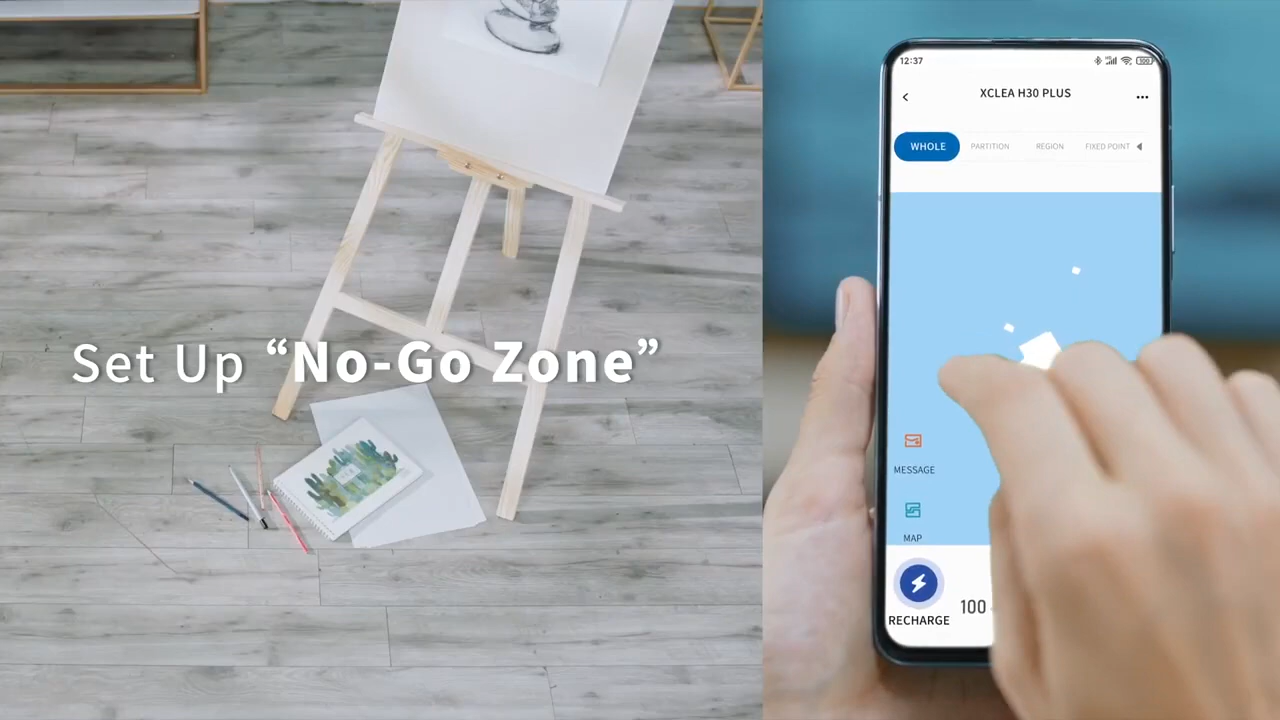 Set Up “No-Go Zone”
12:37
100
XCLEA H30 PLUS
WHOLE PARTITION REGION FIXED POINT
MESSAGE
MAP
100
RECHARGE